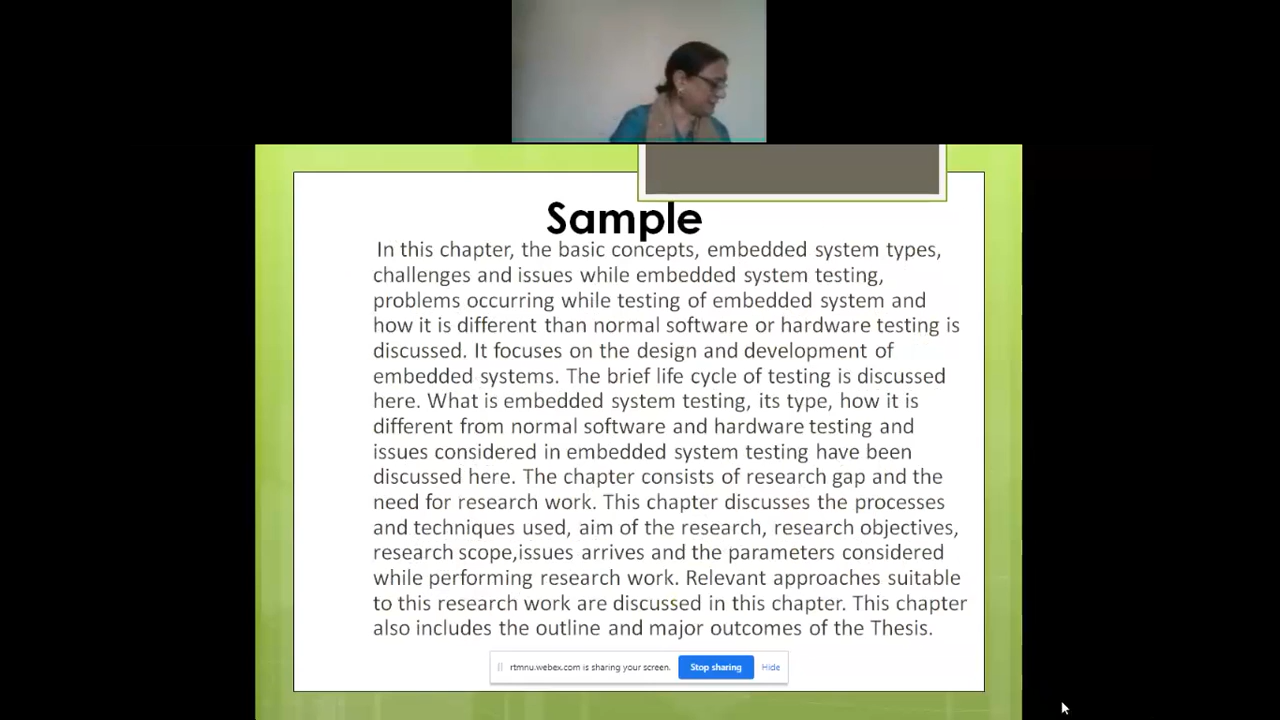 Sample
In this chapter, the basic concepts, embedded system types,
challenges and issues while embedded system testing,
problems occurring while testing of embedded system and
how it is different than normal software or hardware testing is
discussed. It focuses on the design and development of
embedded systems. The brief life cycle of testing is discussed
here. What is embedded system testing, its type, how it is
different from normal software and hardware testing and
issues considered in embedded system testing have been
discussed here. The chapter consists of research gap and the
need for research work. This chapter discusses the processes
and techniques used, aim of the research, research objectives,
research scope,issues arrives and the parameters considered
while performing research work. Relevant approaches suitable
to this research work are discussed in this chapter. This chapter
also includes the outline and major outcomes of the Thesis.
rtmnu.webex.com is sharing your screen. Stop sharing Hide